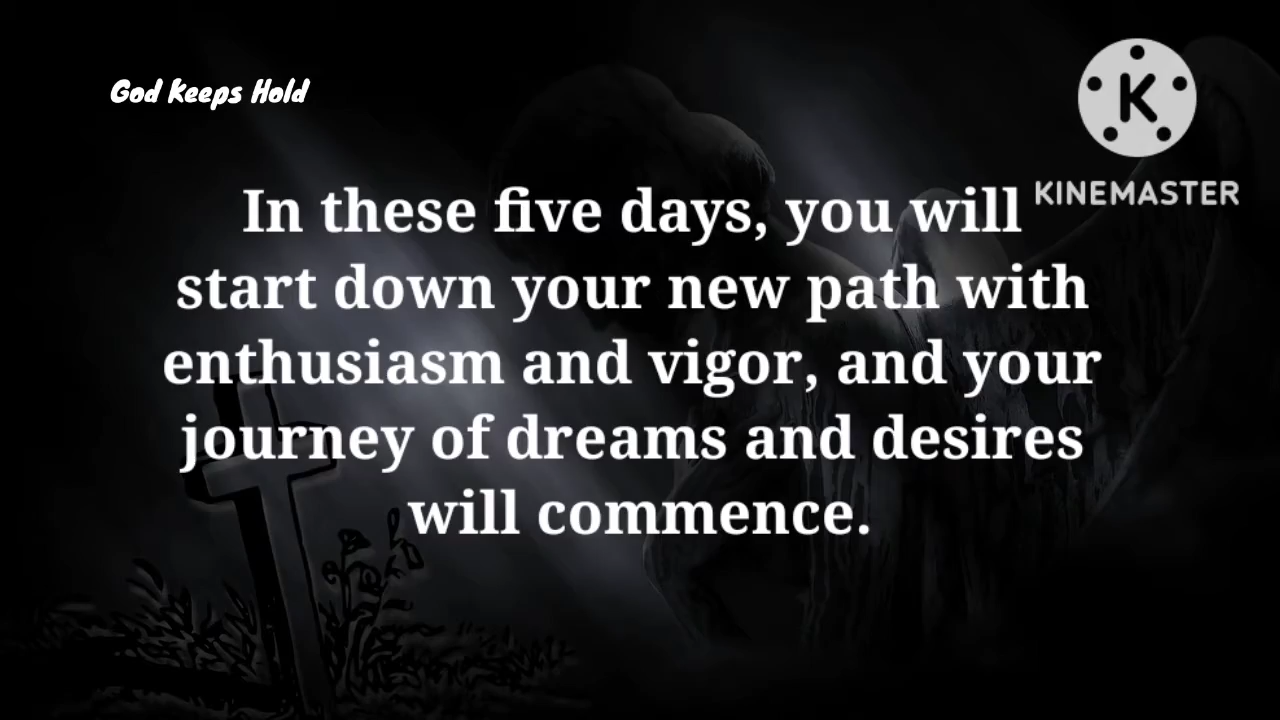 God Keeps Hold
K
KINEMASTER
In these five days, you will
start down your new path with
enthusiasm and vigor, and your
journey of dreams and desires
will commence.